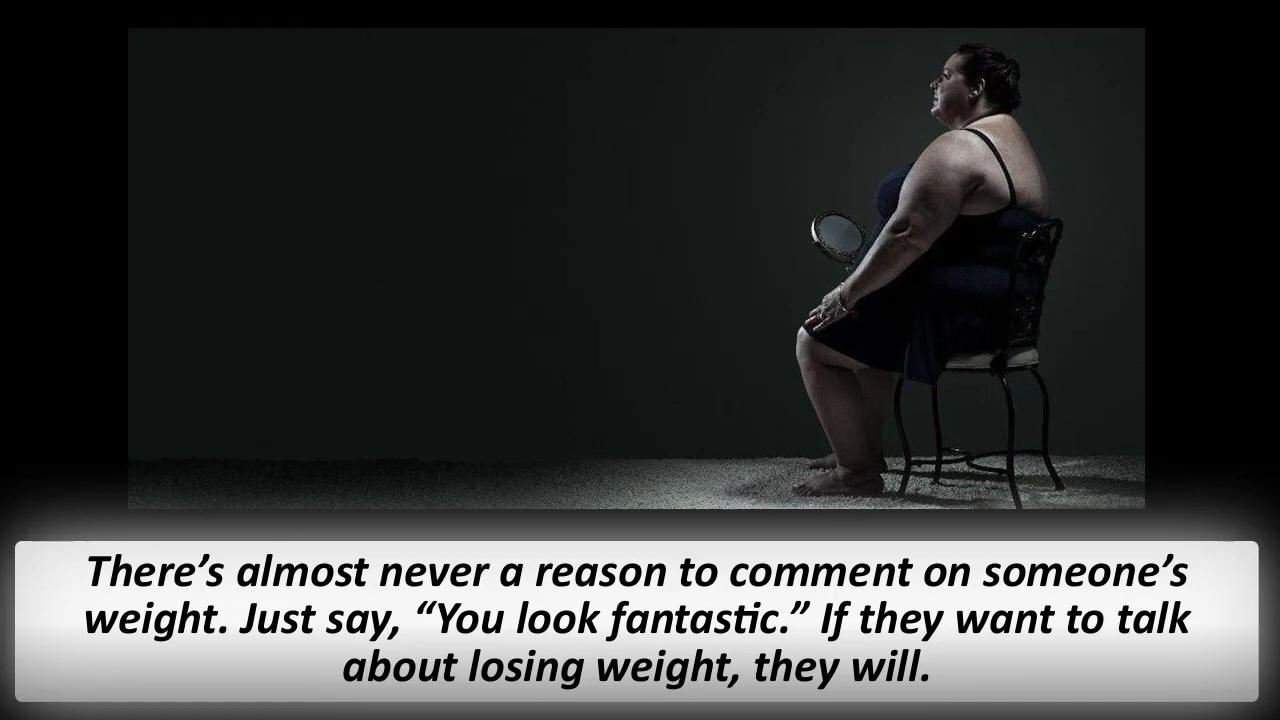 There’s almost never a reason to comment on someone’s
weight. Just say, “You look fantastic.” If they want to talk
about losing weight, they will.